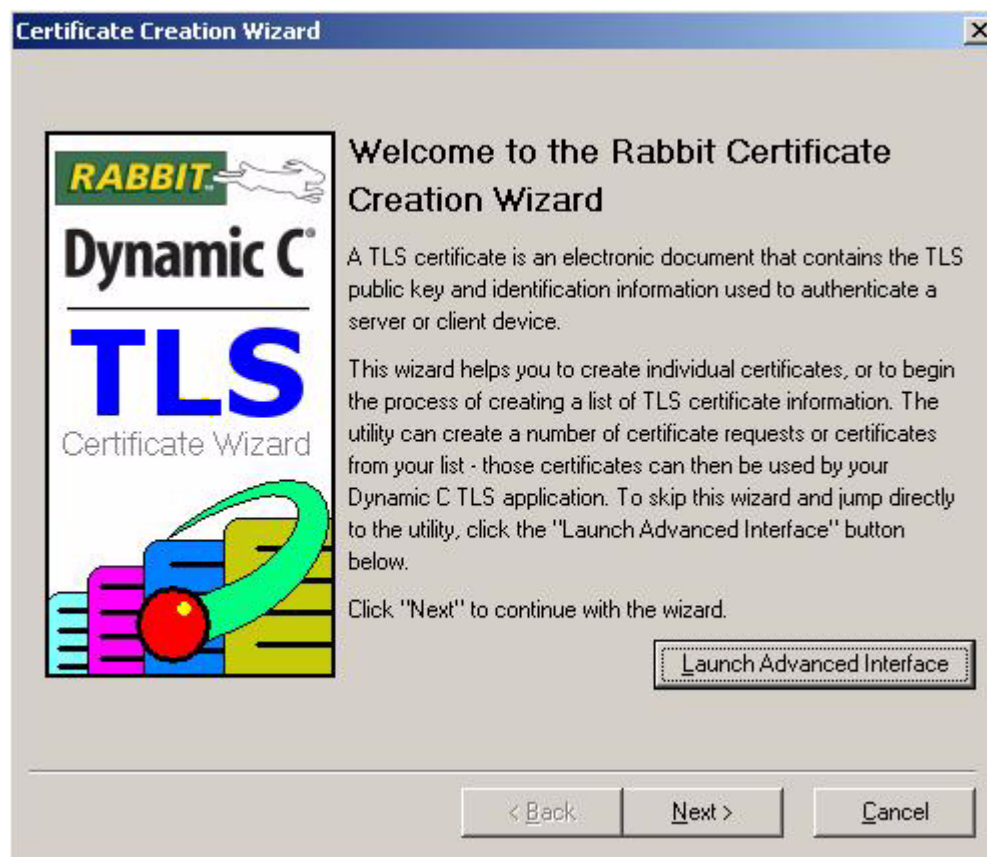 Certificate Creation Wizard
RABBIT
Dynamic C®
TLS
Certificate Wizard
Welcome to the Rabbit Certificate
Creation Wizard
A TLS certificate is an electronic document that contains the TLS
public key and identification information used to authenticate a
server or client device.
This wizard helps you to create individual certificates, or to begin
the process of creating a list of TLS certificate information. The
utility can create a number of certificate requests or certificates
from your list - those certificates can then be used by your
Dynamic C TLS application. To skip this wizard and jump directly
to the utility, click the "Launch Advanced Interface" button
below.
Click "Next" to continue with the wizard.
Launch Advanced Interface
< Back
Next >
Cancel